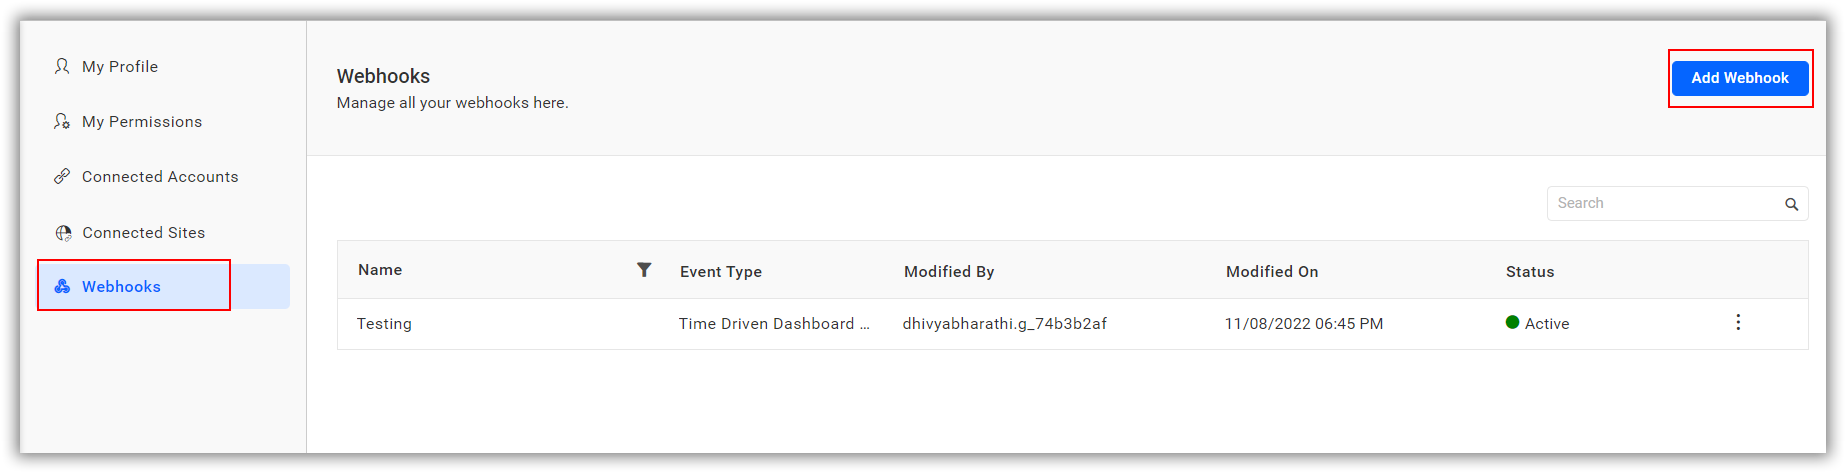 My Profile
My Permissions
Connected Accounts
Connected Sites
Webhooks
Webhooks
Manage all your webhooks here.
Add Webhook
Search
Name Event Type Modified By Modified On Status
Testing Time Driven Dashboard ... dhivyabharathi.g_74b3b2af 11/08/2022 06:45 PM Active